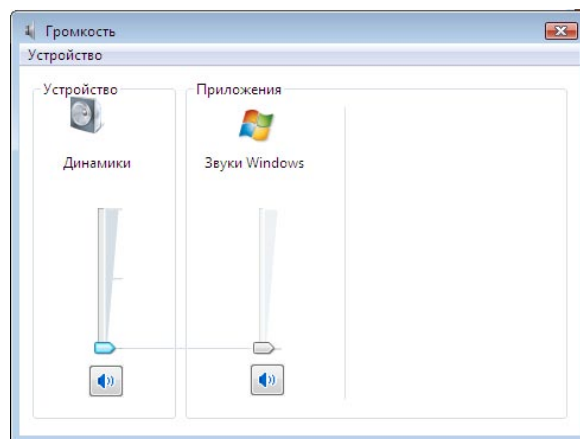 Громкость
Устройство
Устройство
Приложения
Динамики
Звуки Windows